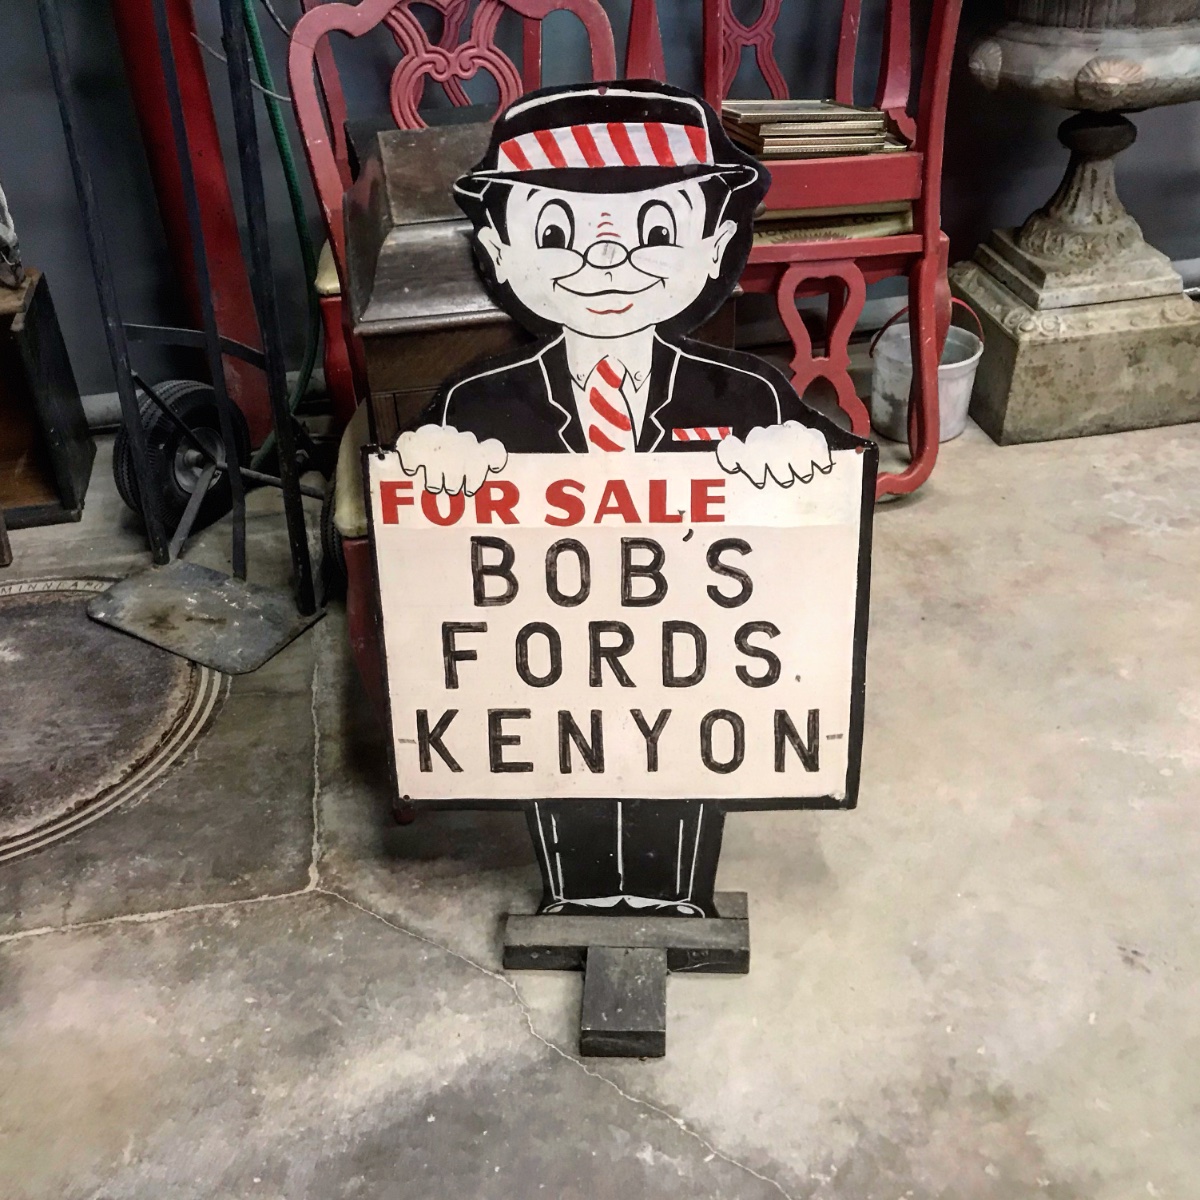 FOR SALE
BOB'S
FORDS
-KENYON-